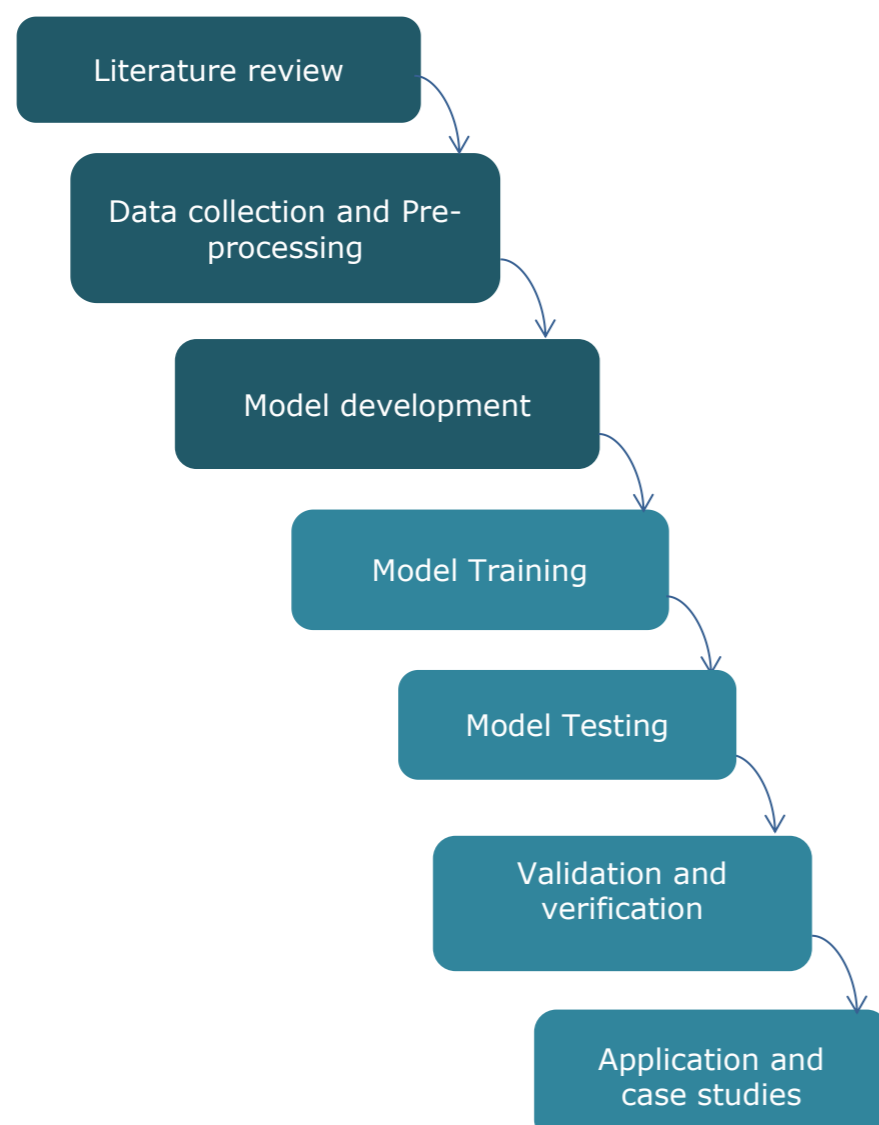 Literature review
Data collection and Pre-
processing
Model development
Model Training
Model Testing
Validation and
verification
Application and
case studies